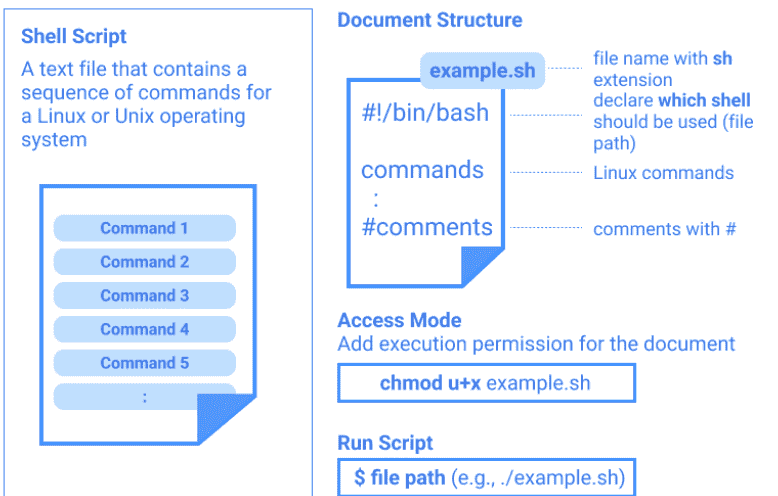 Shell Script
A text file that contains a
sequence of commands for
a Linux or Unix operating
system
Command 1
Command 2
Command 3
Command 4
Command 5
:
Document Structure
example.sh
file name with sh
extension
#!/bin/bash
declare which shell
should be used (file
path)
commands
Linux commands
:
#comments
comments with #
Access Mode
Add execution permission for the document
chmod u+x example.sh
Run Script
$ file path (e.g., ./example.sh)